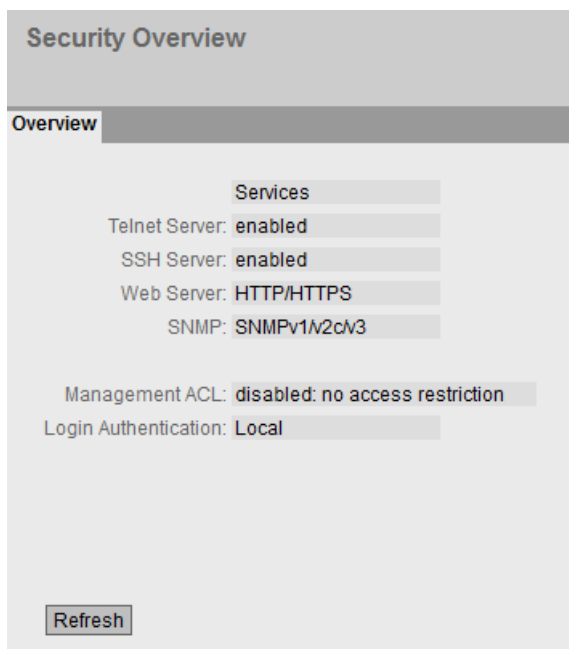 Security Overview
Overview
Services
Telnet Server: enabled
SSH Server: enabled
Web Server: HTTP/HTTPS
SNMP: SNMPv1/v2c/v3
Management ACL: disabled: no access restriction
Login Authentication: Local
Refresh